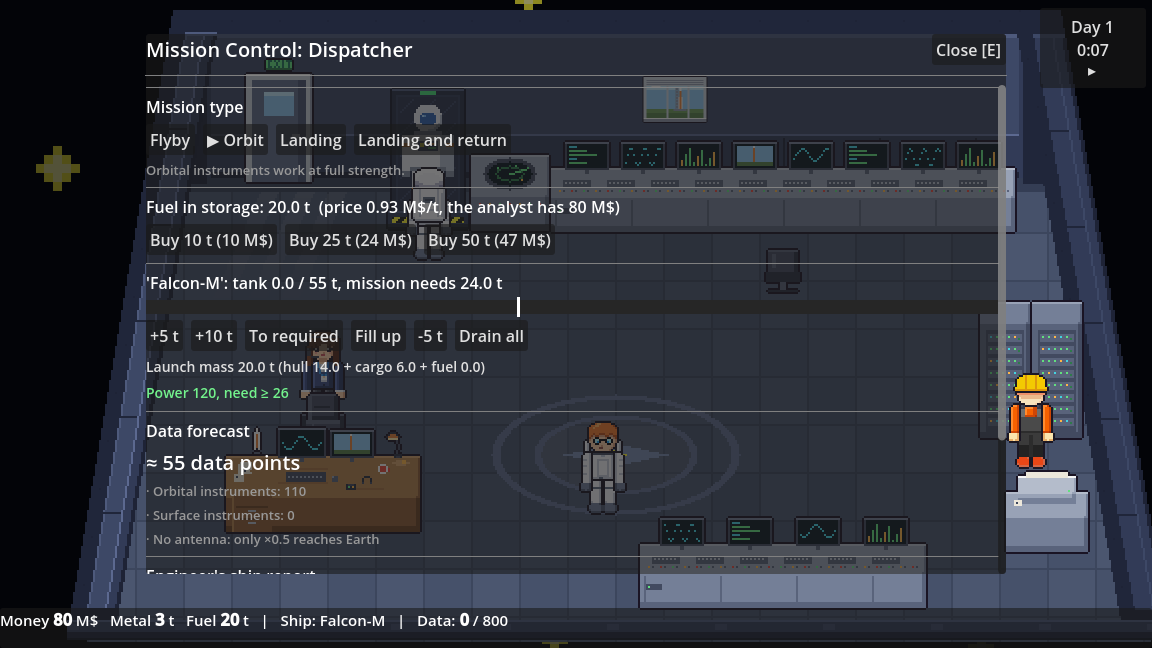 Mission Control: Dispatcher
Close [E]
Day 1
0:07
EXIT
Mission type
Flyby ▶ Orbit Landing Landing and return
Orbital instruments work at full strength.
Fuel in storage: 20.0 t (price 0.93 M$/t, the analyst has 80 M$)
Buy 10 t (10 M$) Buy 25 t (24 M$) Buy 50 t (47 M$)
'Falcon-M': tank 0.0 / 55 t, mission needs 24.0 t
+5 t +10 t To required Fill up -5 t Drain all
Launch mass 20.0 t (hull 14.0 + cargo 6.0 + fuel 0.0)
Power 120, need ≥ 26
Data forecast
≈ 55 data points
· Orbital instruments: 110
· Surface instruments: 0
· No antenna: only ×0.5 reaches Earth
Engineer's ship report
Money 80 M$ Metal 3 t Fuel 20 t | Ship: Falcon-M | Data: 0 / 800